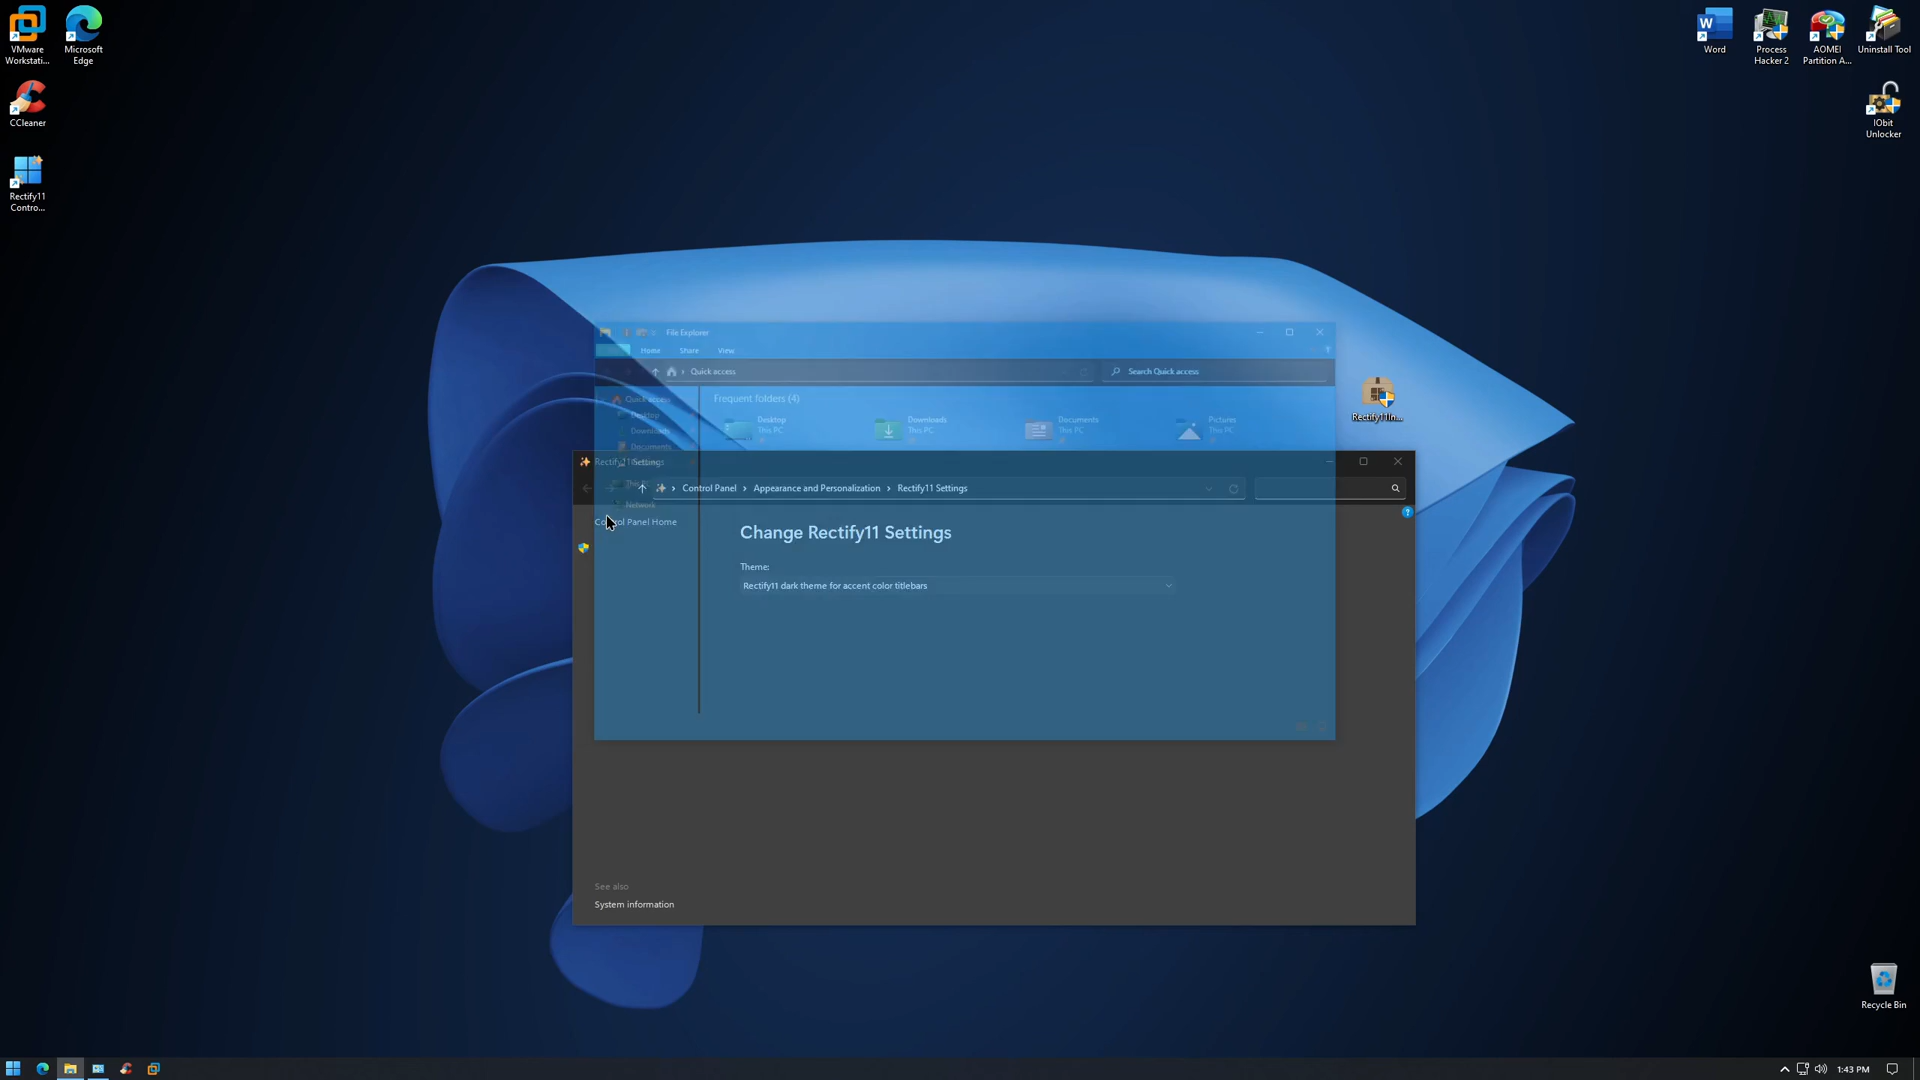 VMware
Workstati...
Microsoft
Edge
CCleaner
Rectify11
Contro...
Word
Process
Hacker 2
AOMEI
Partition A...
Uninstall Tool
IObit
Unlocker
File Explorer
Home Share View
Quick access
Search Quick access
Quick access
Desktop
Downloads
Documents
This PC
Network
Frequent folders (4)
Desktop
This PC
Downloads
This PC
Documents
This PC
Pictures
This PC
Rectify11In...
Rectify11 Settings
Control Panel > Appearance and Personalization > Rectify11 Settings
Control Panel Home
Change Rectify11 Settings
Theme:
Rectify11 dark theme for accent color titlebars
See also
System information
Recycle Bin
1:43 PM